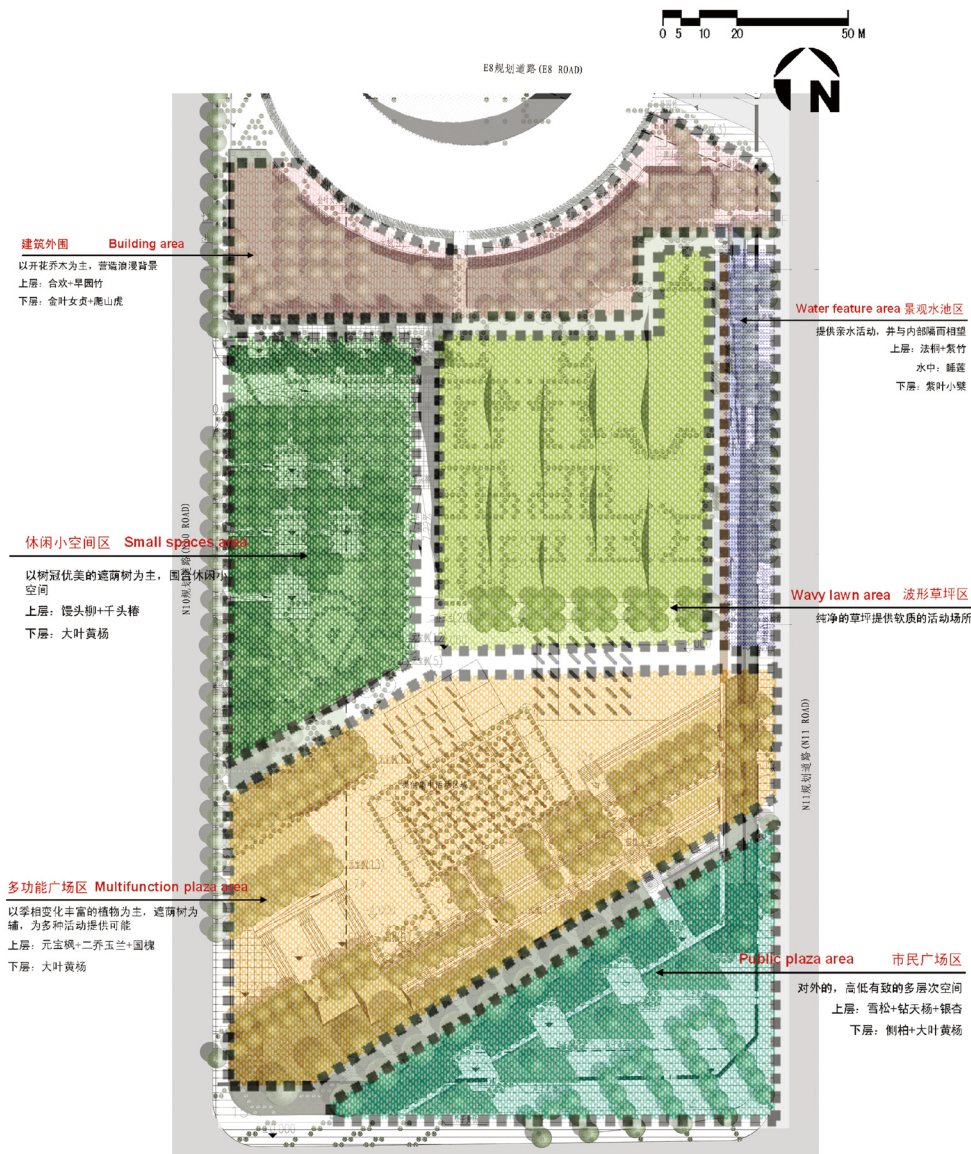 0 5 10 20 50 M
E8规划道路(E8 ROAD)
N
建筑外围 Building area
以开花乔木为主，营造浪漫背景
上层：合欢+早园竹
下层：金叶女贞+爬山虎
Water feature area 景观水池区
提供亲水活动，并与内部隔而相望
上层：法桐+紫竹
水中：睡莲
下层：紫叶小檗
N10规划道路(N10 ROAD)
休闲小空间区 Small spaces area
以树冠优美的遮荫树为主，围合休闲小
空间
上层：馒头柳+千头椿
下层：大叶黄杨
Wavy lawn area 波形草坪区
纯净的草坪提供软质的活动场所
N11规划道路(N11 ROAD)
多功能广场区 Multifunction plaza area
以季相变化丰富的植物为主，遮荫树为
辅，为多种活动提供可能
上层：元宝枫+二乔玉兰+国槐
下层：大叶黄杨
Public plaza area 市民广场区
对外的，高低有致的多层次空间
上层：雪松+钻天杨+银杏
下层：侧柏+大叶黄杨